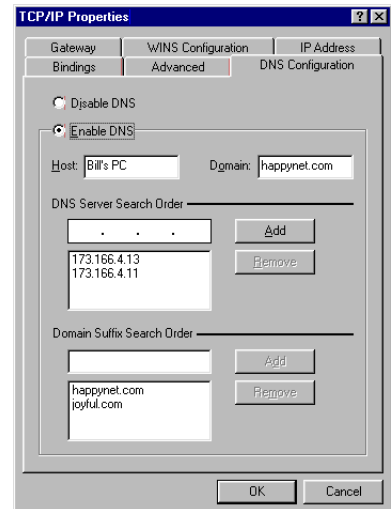 TCP/IP Properties
Gateway WINS Configuration IP Address
Bindings Advanced DNS Configuration
Disable DNS
Enable DNS
Host: Bill's PC Domain: happynet.com
DNS Server Search Order
. . . Add
173.166.4.13 Remove
173.166.4.11
Domain Suffix Search Order
Add
happynet.com Remove
joyful.com
OK Cancel